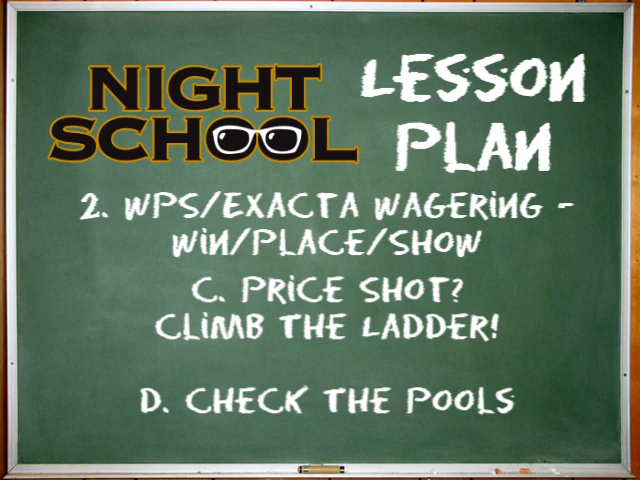 NIGHT
SCHOOL
LESSON
PLAN
2. WPS/EXACTA WAGERING -
WIN/PLACE/SHOW
C. PRICE SHOT?
CLIMB THE LADDER!
D. CHECK THE POOLS